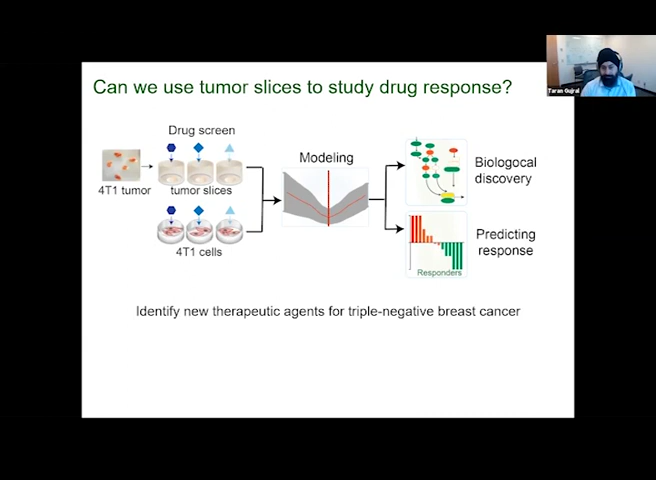 Can we use tumor slices to study drug response?
Taran Gujral
Drug screen
4T1 tumor
tumor slices
4T1 cells
Modeling
Biologocal
discovery
Predicting
response
Responders
Identify new therapeutic agents for triple-negative breast cancer